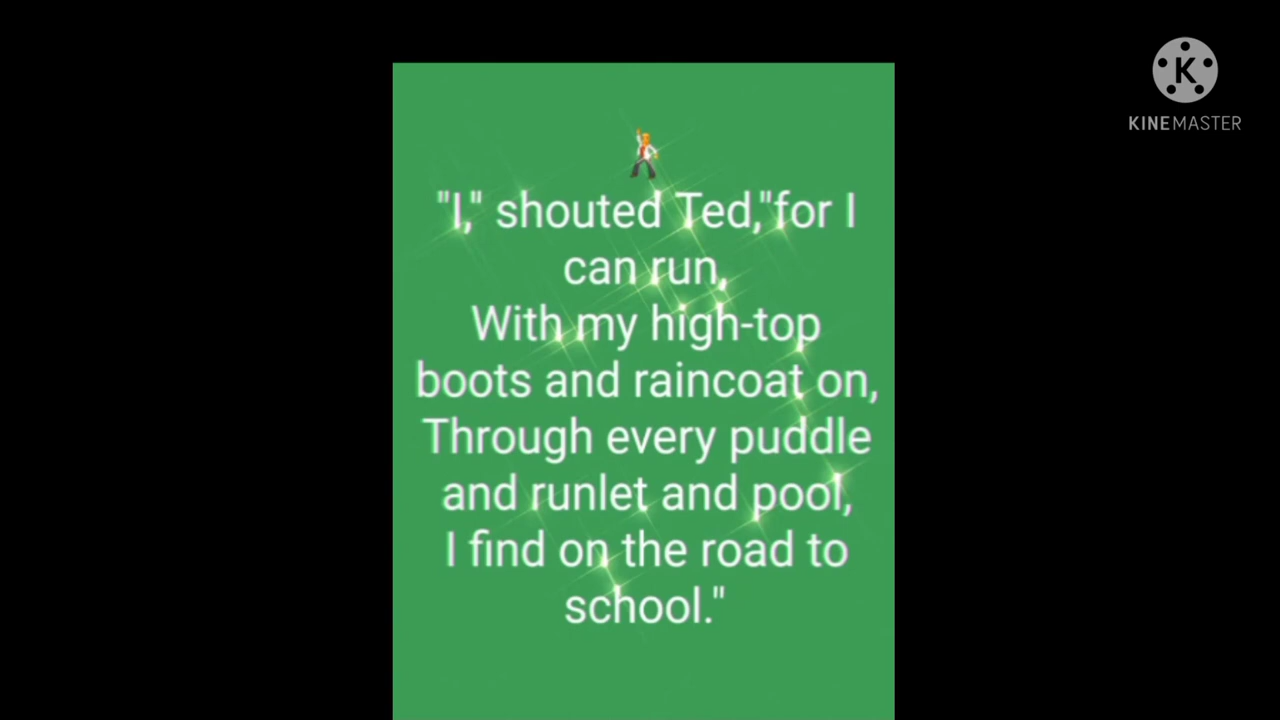 KINEMASTER
"I," shouted Ted,"for I
can run,
With my high-top
boots and raincoat on,
Through every puddle
and runlet and pool,
I find on the road to
school."